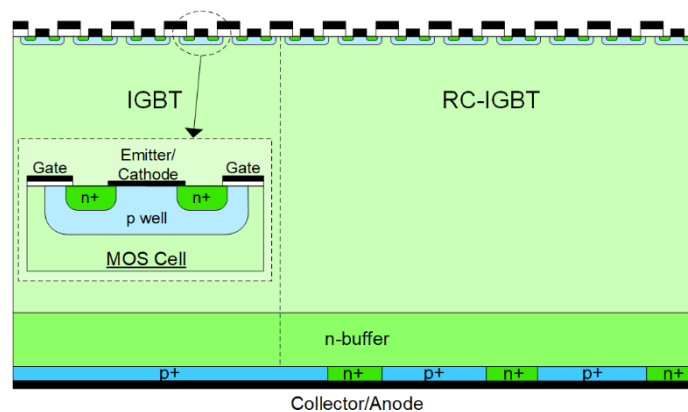 IGBT
RC-IGBT
Emitter/
Gate
Cathode
Gate
n+
n+
p well
MOS Cell
n-buffer
p+
n+
p+
n+
p+
n+
Collector/Anode